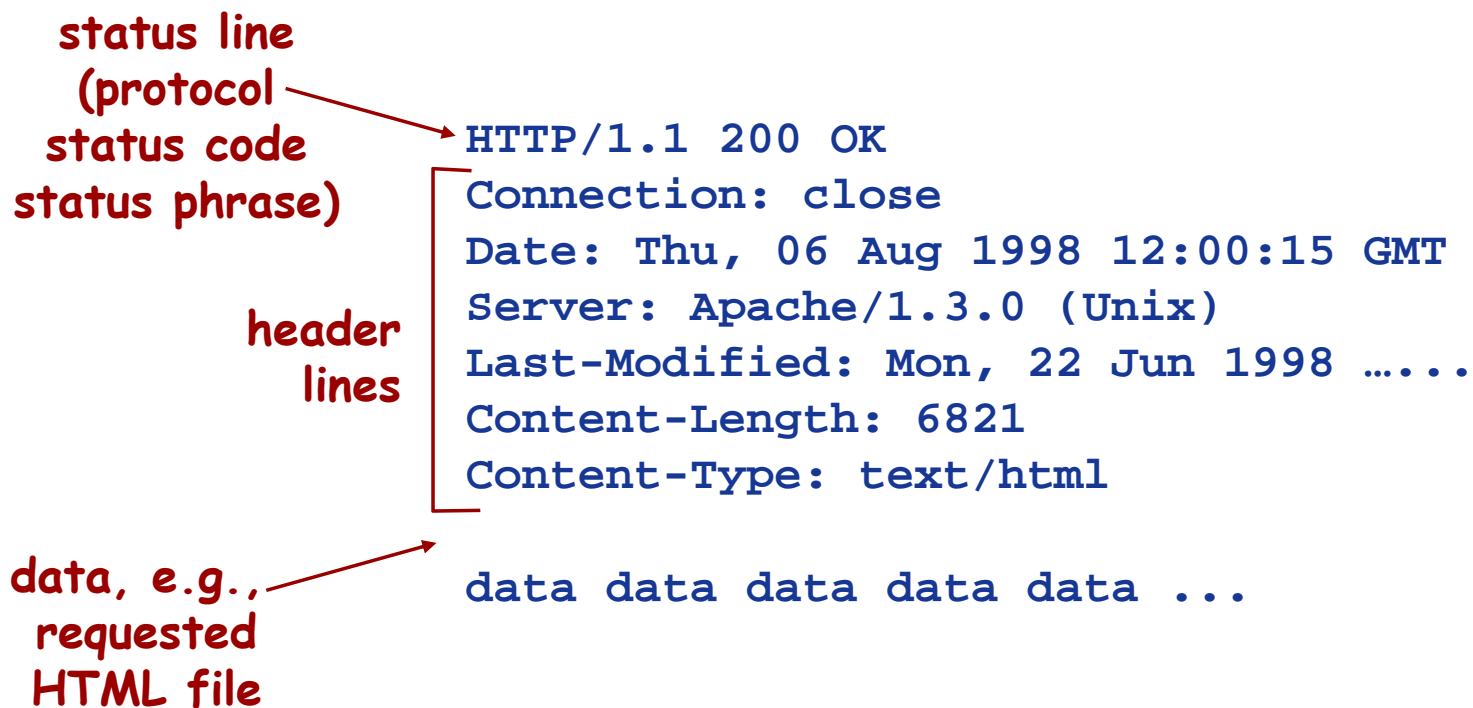 status line
(protocol
status code
status phrase)
HTTP/1.1 200 OK
Connection: close
Date: Thu, 06 Aug 1998 12:00:15 GMT
Server: Apache/1.3.0 (Unix)
Last-Modified: Mon, 22 Jun 1998 …...
Content-Length: 6821
Content-Type: text/html
header
lines
data, e.g.,
requested
HTML file
data data data data data ...